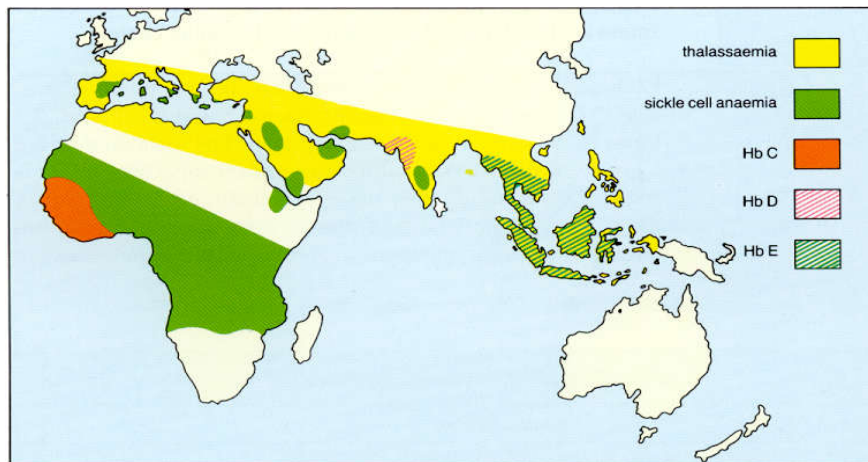 thalassaemia
sickle cell anaemia
Hb C
Hb D
Hb E